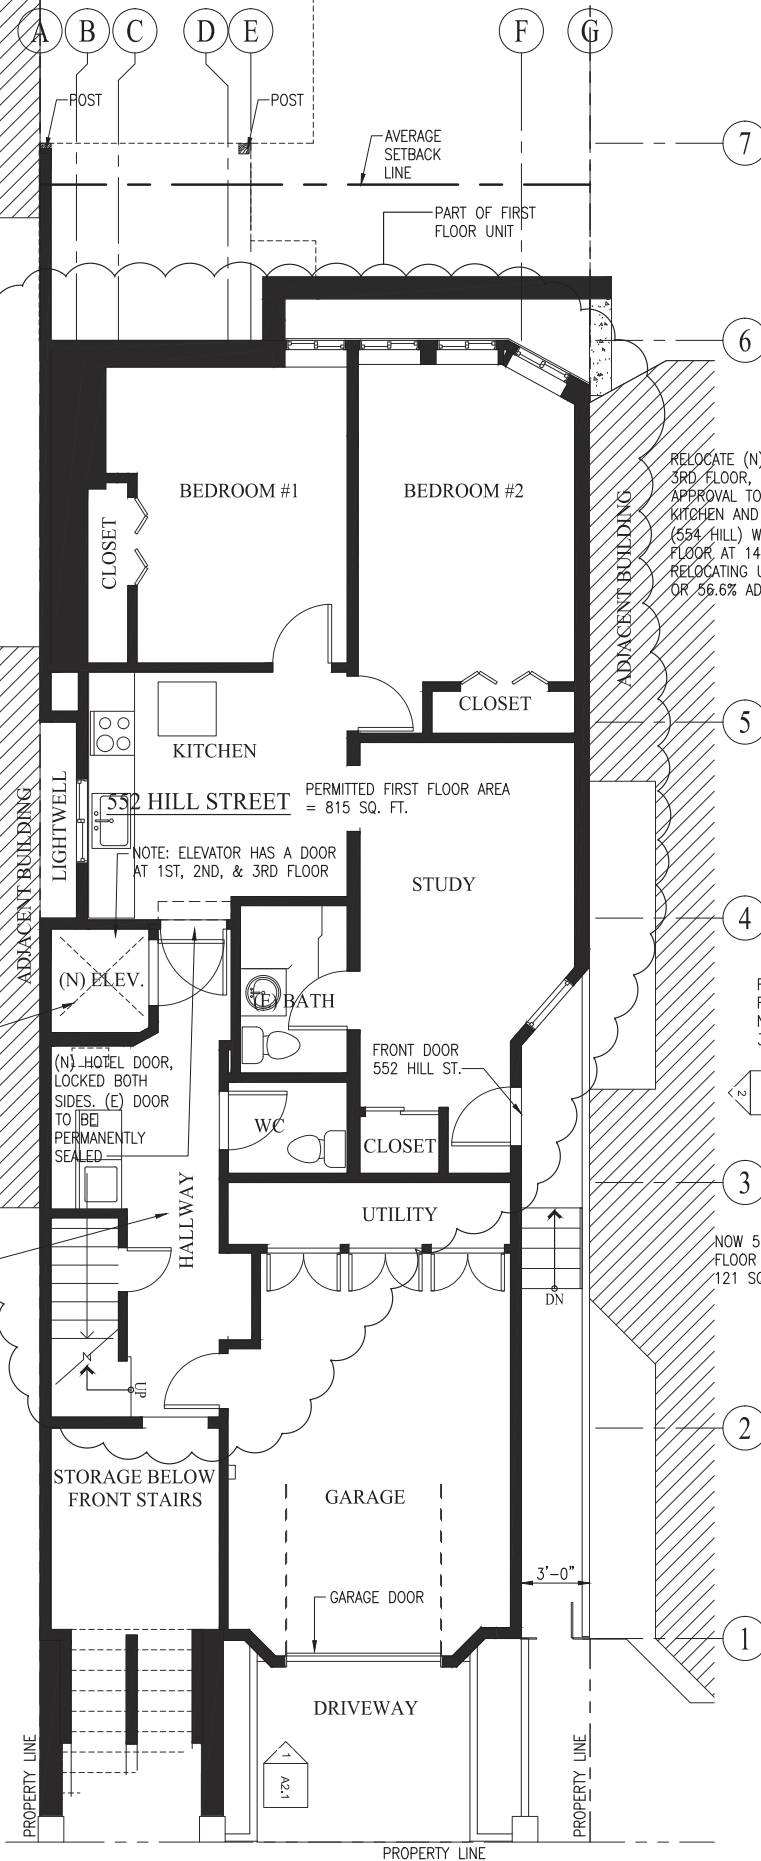 A B C D E F G
POST
POST
7
AVERAGE
SETBACK
LINE
PART OF FIRST
FLOOR UNIT
6
RELOCATE (N)
3RD FLOOR,
APPROVAL TO
KITCHEN AND
(554 HILL) W
FLOOR AT 14
RELOCATING U
OR 56.6% AD
BEDROOM #1
BEDROOM #2
CLOSET
ADJACENT BUILDING
CLOSET
5
KITCHEN
552 HILL STREET
PERMITTED FIRST FLOOR AREA
= 815 SQ. FT.
LIGHTWELL
ADJACENT BUILDING
NOTE: ELEVATOR HAS A DOOR
AT 1ST, 2ND, & 3RD FLOOR
STUDY
4
(N) ELEV.
(E) BATH
FRONT DOOR
552 HILL ST.
(N) HOTEL DOOR,
LOCKED BOTH
SIDES. (E) DOOR
TO BE
PERMANENTLY
SEALED
2
WC
CLOSET
3
HALLWAY
UTILITY
NOW 5
FLOOR
121 SQ
DN
UP
2
STORAGE BELOW
FRONT STAIRS
GARAGE
3'-0"
GARAGE DOOR
1
DRIVEWAY
1
A2.1
PROPERTY LINE
PROPERTY LINE
PROPERTY LINE